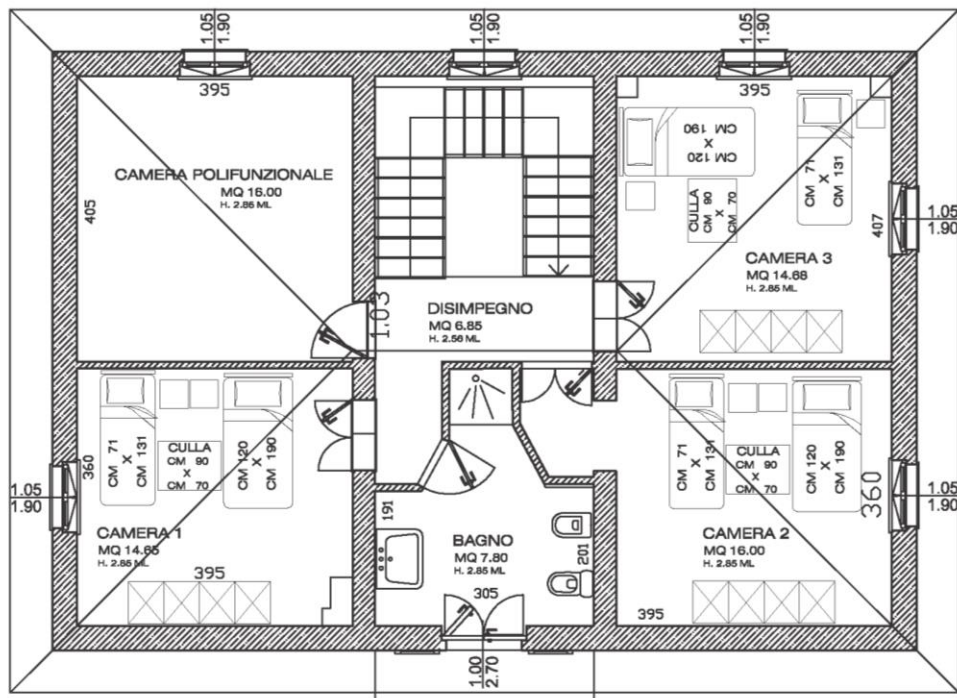 1.05
1.90
1.05
1.90
1.05
1.90
395
395
CAMERA POLIFUNZIONALE
MQ 16.00
H. 2.85 ML
405
CM 120
X
CM 190
CM 71
X
CM 131
CULLA
CM 90
X
CM 70
1.05
1.90
407
CAMERA 3
MQ 14.68
H. 2.85 ML
1.03
DISIMPEGNO
MQ 6.85
H. 2.56 ML
CM 71
X
CM 131
CULLA
CM 90
X
CM 70
CM 120
X
CM 190
360
1.05
1.90
CAMERA 1
MQ 14.65
H. 2.85 ML
395
191
BAGNO
MQ 7.80
H. 2.85 ML
201
305
1.00
2.70
CM 71
X
CM 131
CULLA
CM 90
X
CM 70
CM 120
X
CM 190
360
1.05
1.90
CAMERA 2
MQ 16.00
H. 2.85 ML
395